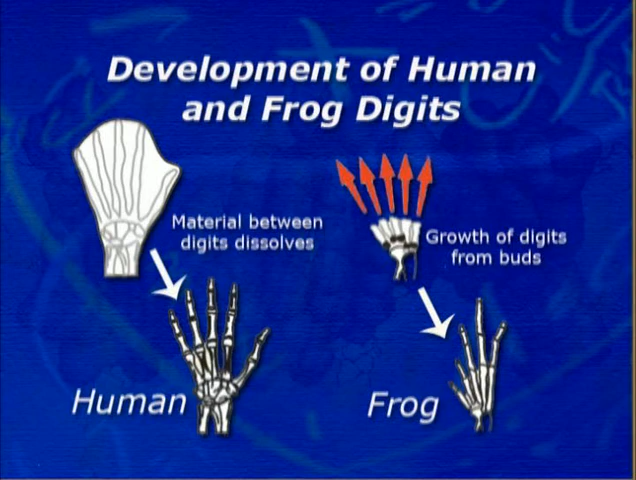 Development of Human
and Frog Digits
Material between
digits dissolves
Growth of digits
from buds
Human
Frog